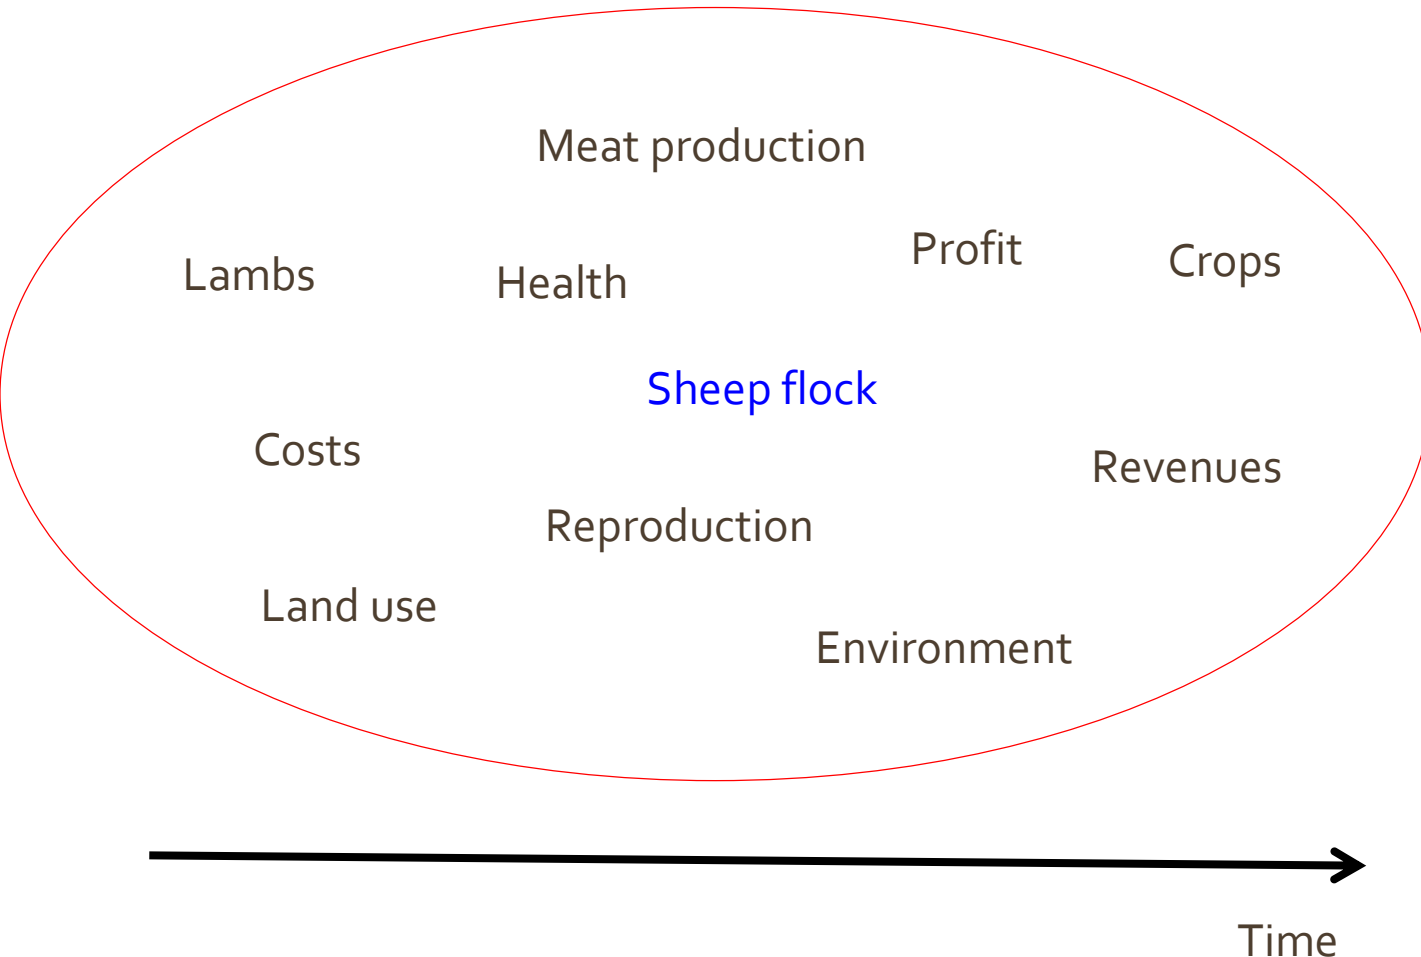 Meat production
Profit
Crops
Lambs
Health
Sheep flock
Costs
Revenues
Reproduction
Land use
Environment
Time